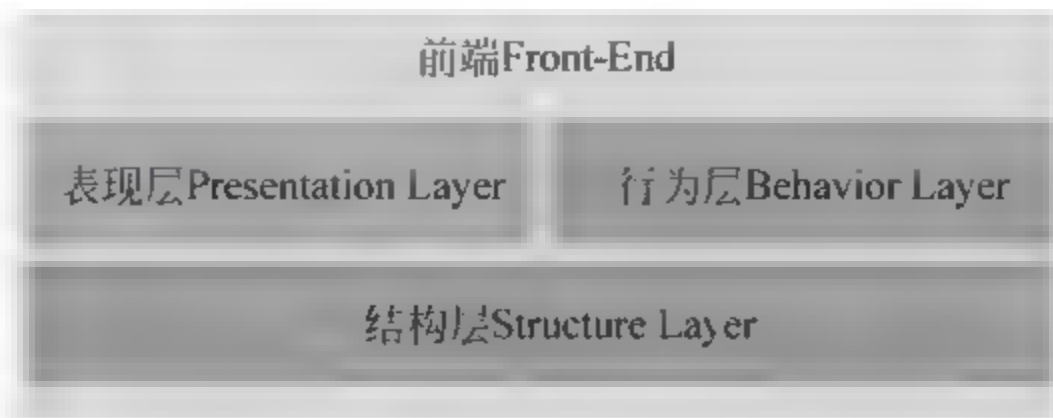 前端Front-End
表现层Presentation Layer
行为层Behavior Layer
结构层Structure Layer